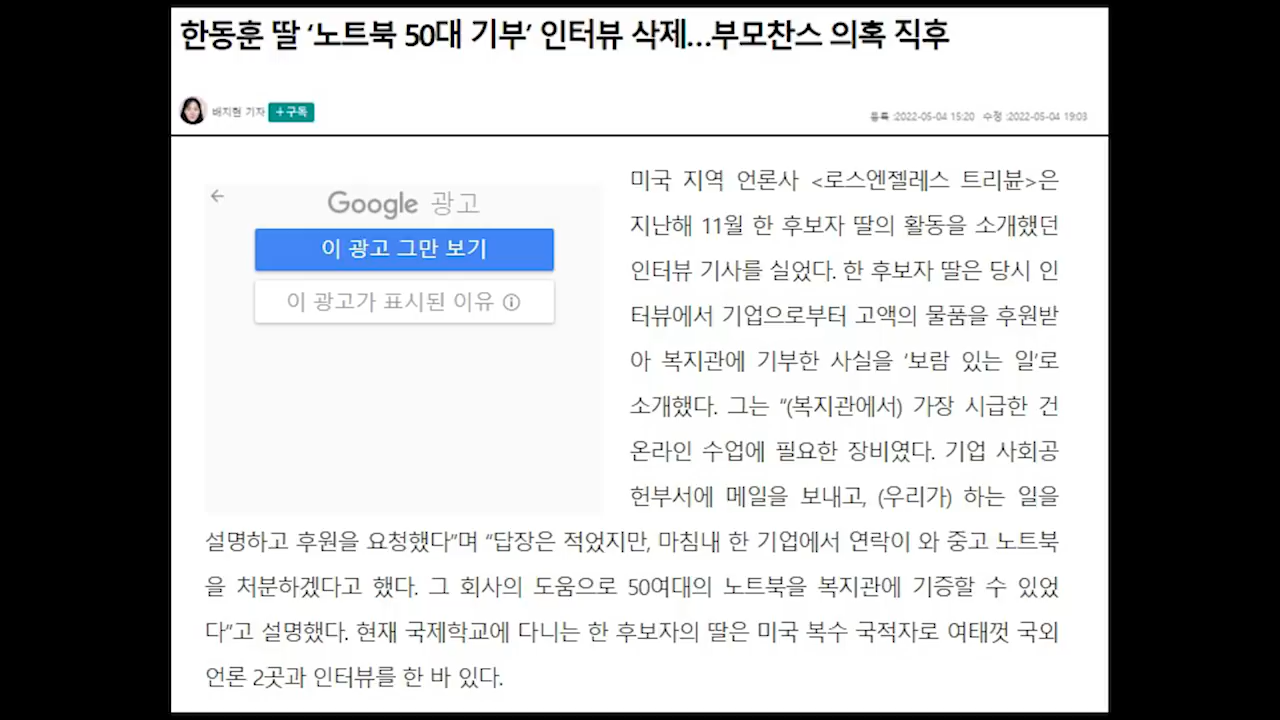 한동훈 딸 ‘노트북 50대 기부’ 인터뷰 삭제…부모찬스 의혹 직후
배지현 기자 +구독
등록 :2022-05-04 15:20 수정 :2022-05-04 19:03
Google 광고
이 광고 그만 보기
이 광고가 표시된 이유
미국 지역 언론사 <로스엔젤레스 트리뷴>은
지난해 11월 한 후보자 딸의 활동을 소개했던
인터뷰 기사를 실었다. 한 후보자 딸은 당시 인
터뷰에서 기업으로부터 고액의 물품을 후원받
아 복지관에 기부한 사실을 ‘보람 있는 일’로
소개했다. 그는 “(복지관에서) 가장 시급한 건
온라인 수업에 필요한 장비였다. 기업 사회공
헌부서에 메일을 보내고, (우리가) 하는 일을
설명하고 후원을 요청했다”며 “답장은 적었지만, 마침내 한 기업에서 연락이 와 중고 노트북
을 처분하겠다고 했다. 그 회사의 도움으로 50여대의 노트북을 복지관에 기증할 수 있었
다”고 설명했다. 현재 국제학교에 다니는 한 후보자의 딸은 미국 복수 국적자로 여태껏 국외
언론 2곳과 인터뷰를 한 바 있다.